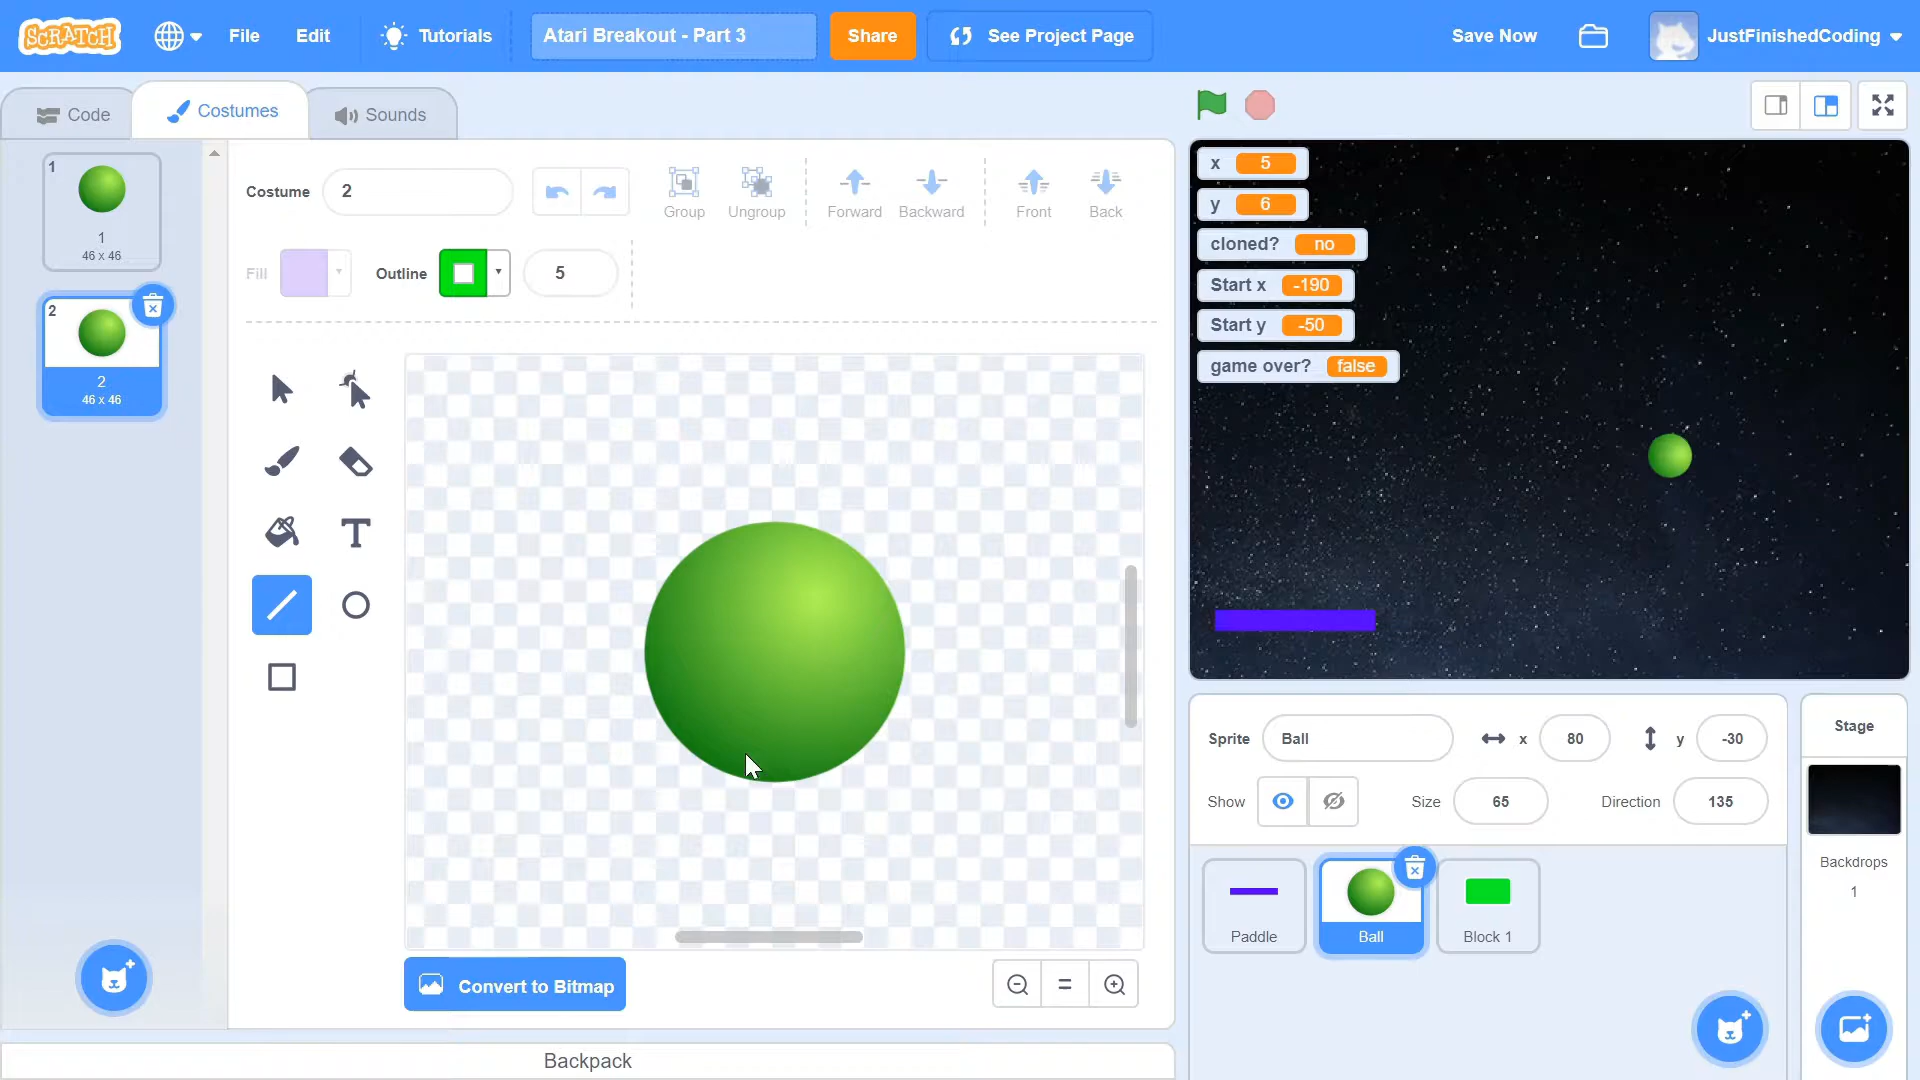 SCRATCH File Edit Tutorials Atari Breakout - Part 3 Share See Project Page Save Now JustFinishedColding
Code Costumes Sounds
1
1
46 x 46
2
2
46 x 46
Costume 2 Group Ungroup Forward Backward Front Back
Fill Outline 5
Convert to Bitmap
Backpack
x 5
y 6
cloned? no
Start x -190
Start y -50
game over? false
Sprite Ball x 80 y -30
Show Size 65 Direction 135
Paddle Ball Block 1
Stage
Backdrops
1